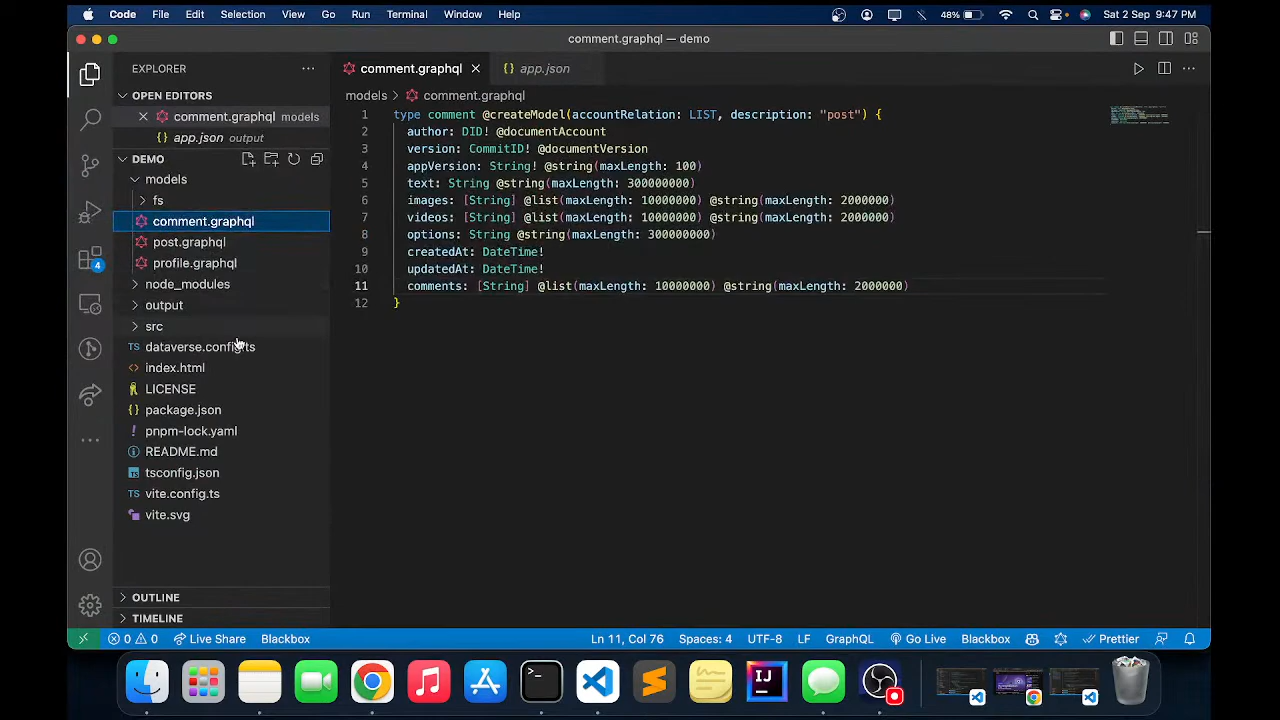 Code File Edit Selection View Go Run Terminal Window Help 48% Sat 2 Sep 9:47 PM
comment.graphql — demo
EXPLORER
OPEN EDITORS
comment.graphql models
app.json output
DEMO
models
fs
comment.graphql
post.graphql
profile.graphql
node_modules
output
src
dataverse.config.ts
index.html
LICENSE
package.json
pnpm-lock.yaml
README.md
tsconfig.json
vite.config.ts
vite.svg
OUTLINE
TIMELINE
4
comment.graphql app.json
models > comment.graphql
1 type comment @createModel(accountRelation: LIST, description: "post") {
2 author: DID! @documentAccount
3 version: CommitID! @documentVersion
4 appVersion: String! @string(maxLength: 100)
5 text: String @string(maxLength: 300000000)
6 images: [String] @list(maxLength: 10000000) @string(maxLength: 2000000)
7 videos: [String] @list(maxLength: 10000000) @string(maxLength: 2000000)
8 options: String @string(maxLength: 300000000)
9 createdAt: DateTime!
10 updatedAt: DateTime!
11 comments: [String] @list(maxLength: 10000000) @string(maxLength: 2000000)
12 }
0 0 Live Share Blackbox Ln 11, Col 76 Spaces: 4 UTF-8 LF GraphQL Go Live Blackbox Prettier
IJ